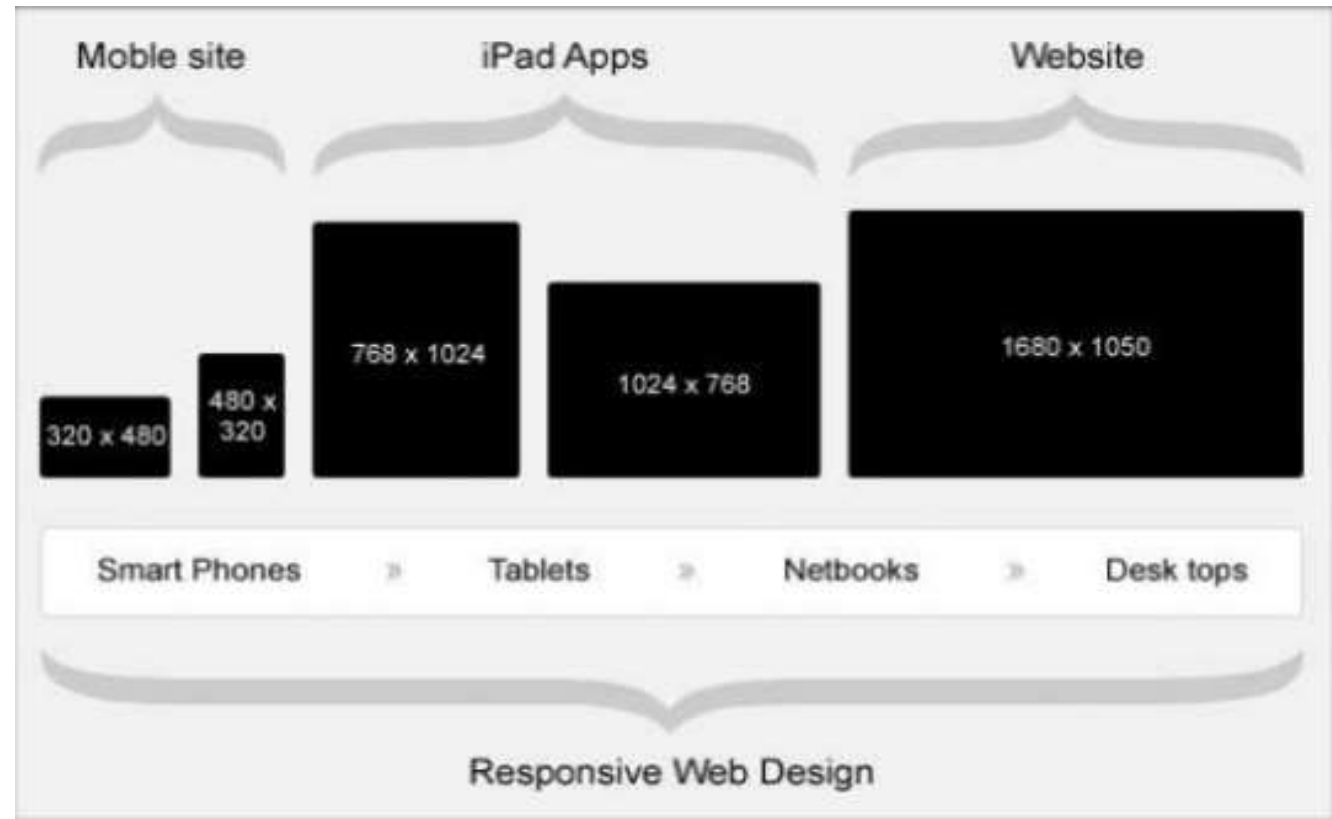 Moble site
iPad Apps
Website
768 x 1024
1680 x 1050
1024 x 768
480 x
320
320 x 480
Smart Phones » Tablets » Netbooks » Desk tops
Responsive Web Design